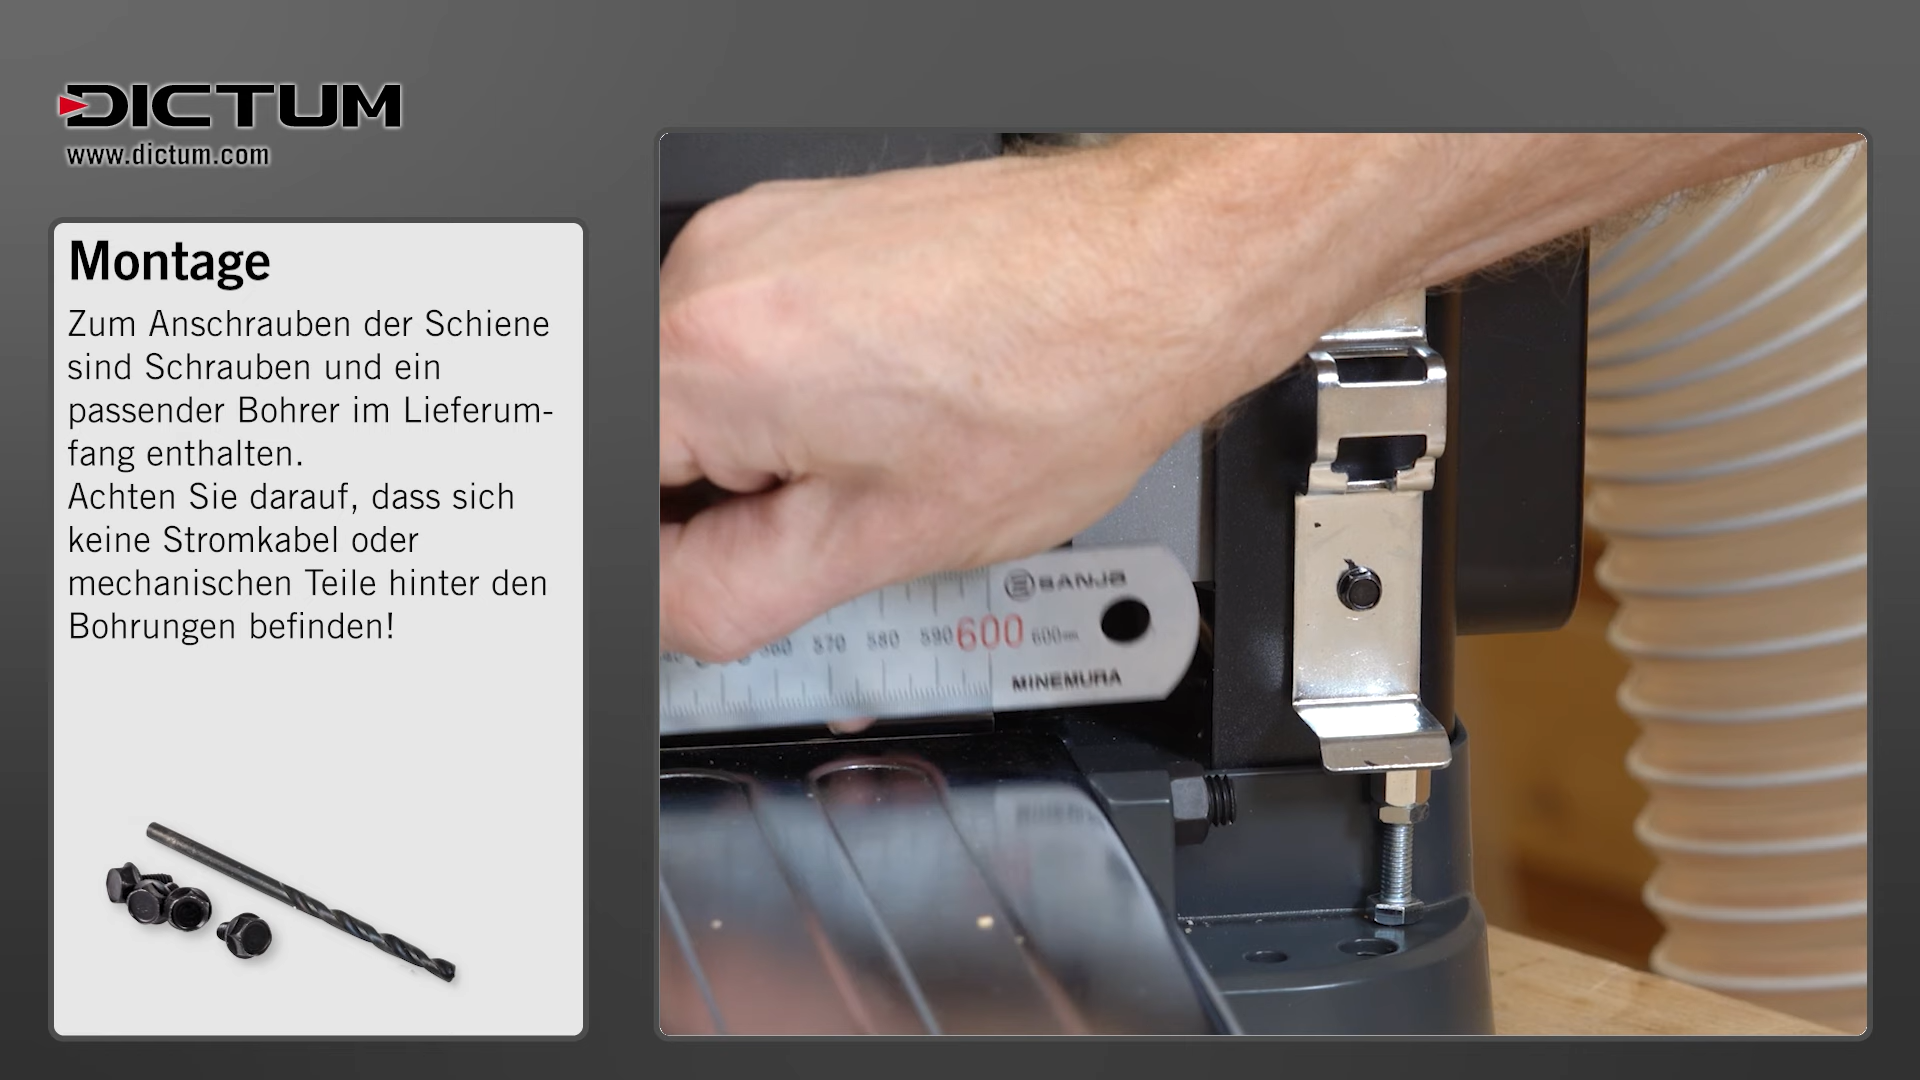 DICTUM
www.dictum.com
Montage
Zum Anschrauben der Schiene
sind Schrauben und ein
passender Bohrer im Lieferum-
fang enthalten.
Achten Sie darauf, dass sich
keine Stromkabel oder
mechanischen Teile hinter den
Bohrungen befinden!
570 580 590 600 600mm
MINEMURA